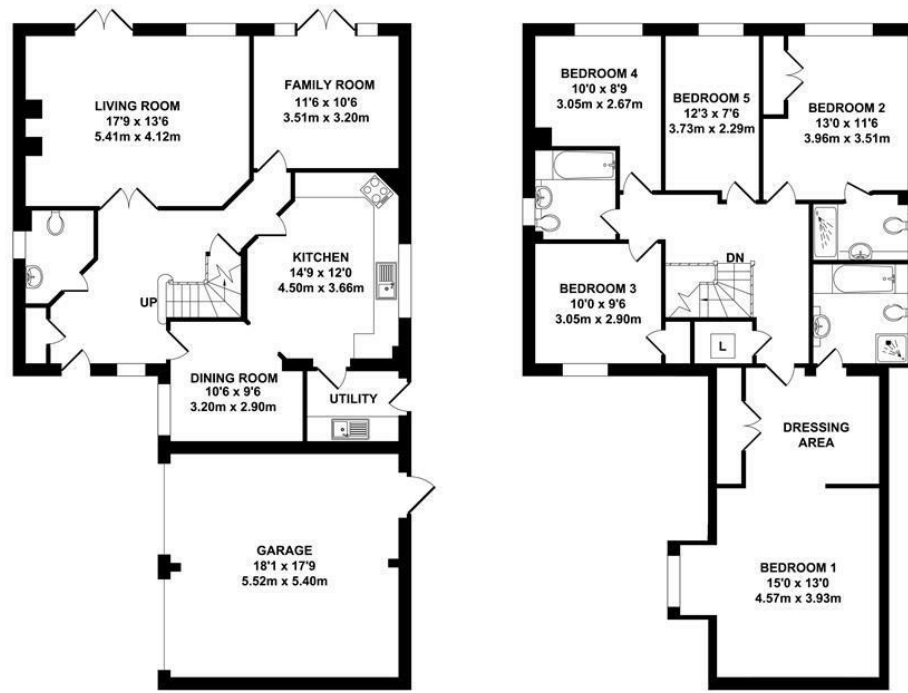 LIVING ROOM
17'9 x 13'6
5.41m x 4.12m
FAMILY ROOM
11'6 x 10'6
3.51m x 3.20m
KITCHEN
14'9 x 12'0
4.50m x 3.66m
UP
DINING ROOM
10'6 x 9'6
3.20m x 2.90m
UTILITY
GARAGE
18'1 x 17'9
5.52m x 5.40m
BEDROOM 4
10'0 x 8'9
3.05m x 2.67m
BEDROOM 5
12'3 x 7'6
3.73m x 2.29m
BEDROOM 2
13'0 x 11'6
3.96m x 3.51m
DN
BEDROOM 3
10'0 x 9'6
3.05m x 2.90m
L
DRESSING
AREA
BEDROOM 1
15'0 x 13'0
4.57m x 3.93m